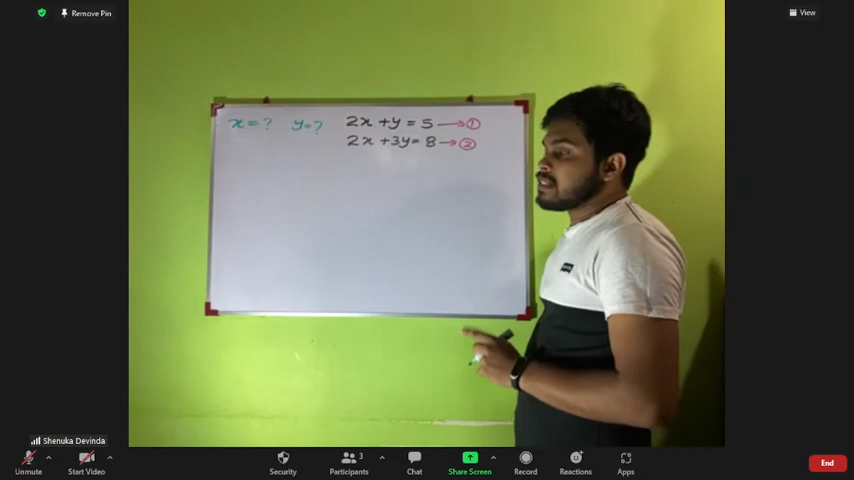 Remove Pin
View
x = ? y = ? 2x + y = 5 → ①
2x + 3y = 8 → ②
Shenuka Devinda
Unmute
Start Video
Security
3
Participants
Chat
Share Screen
Record
Reactions
Apps
End